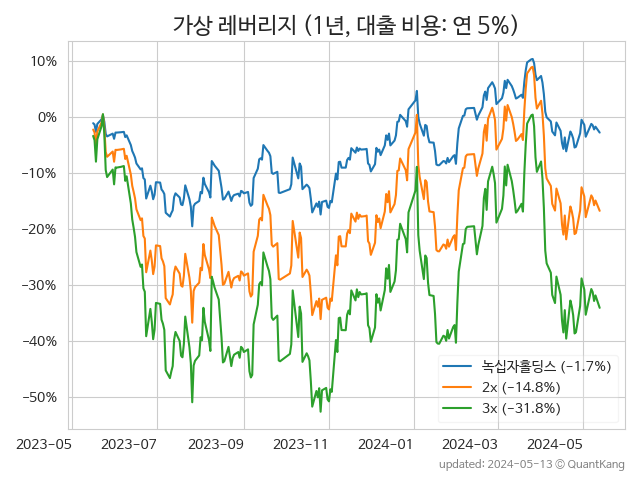 가상 레버리지 (1년, 대출 비용: 연 5%)
10%
0%
−10%
−20%
−30%
−40%
−50%
녹십자홀딩스 (−1.7%)
2x (−14.8%)
3x (−31.8%)
2023-05 2023-07 2023-09 2023-11 2024-01 2024-03 2024-05
updated: 2024-05-13 © QuantKang